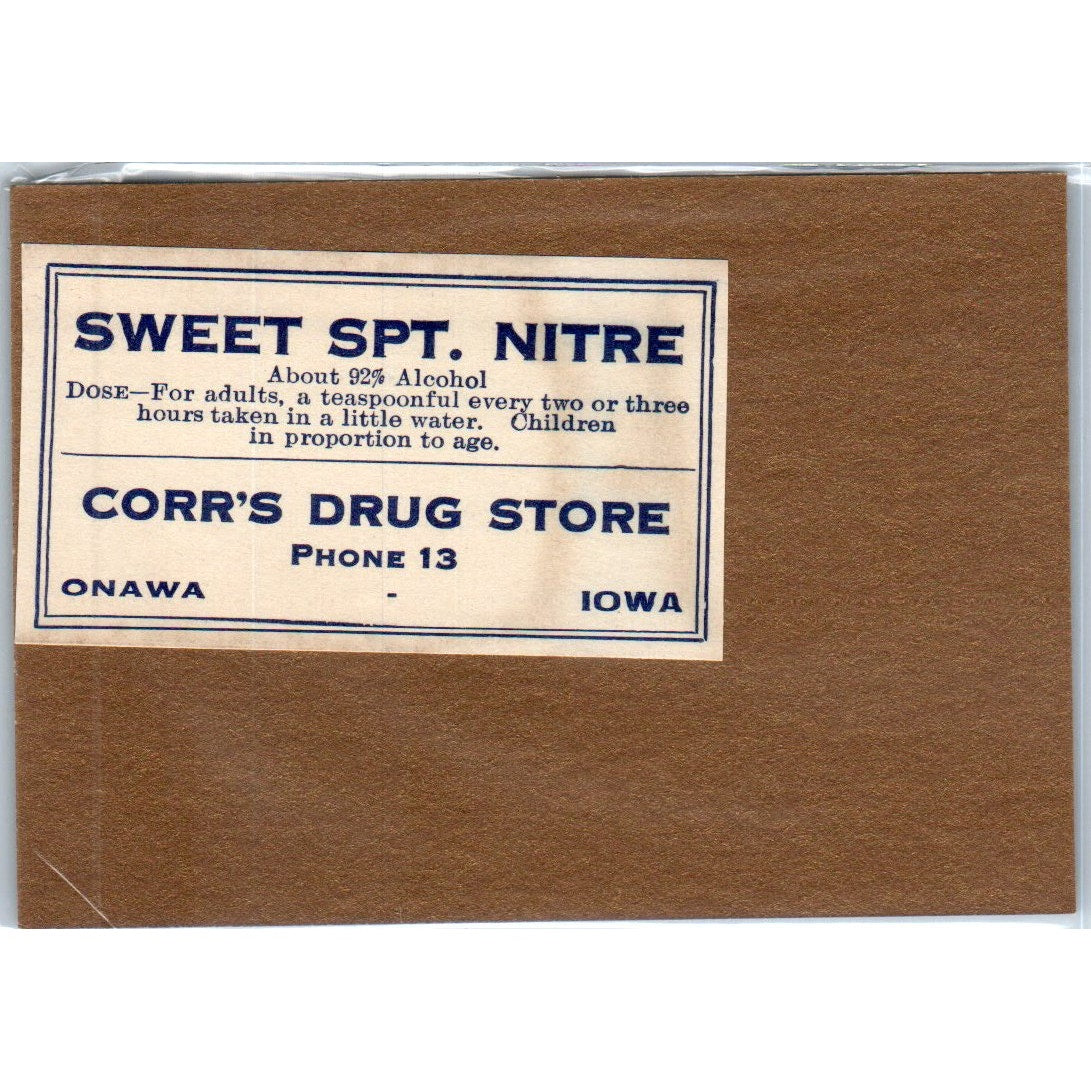 SWEET SPT. NITRE
About 92% Alcohol
DOSE—For adults, a teaspoonful every two or three
hours taken in a little water. Children
in proportion to age.
CORR'S DRUG STORE
PHONE 13
ONAWA - IOWA